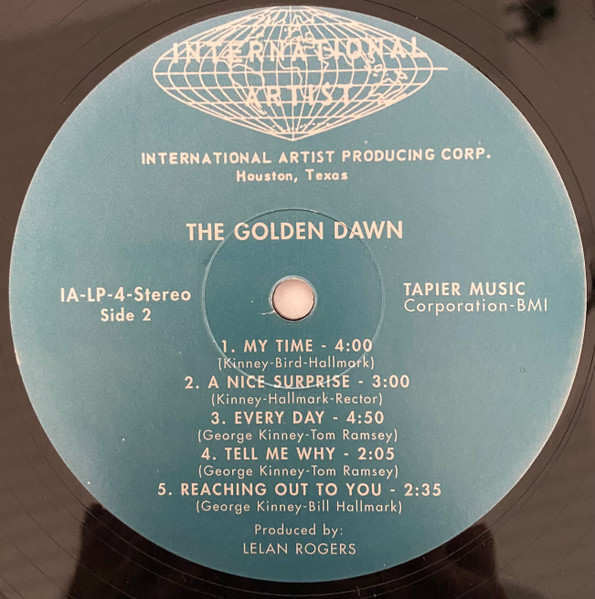 INTERNATIONAL
ARTIST
INTERNATIONAL ARTIST PRODUCING CORP.
Houston, Texas
THE GOLDEN DAWN
IA-LP-4-Stereo
Side 2
TAPIER MUSIC
Corporation-BMI
1. MY TIME - 4:00
(Kinney-Bird-Hallmark)
2. A NICE SURPRISE - 3:00
(Kinney-Hallmark-Rector)
3. EVERY DAY - 4:50
(George Kinney-Tom Ramsey)
4. TELL ME WHY - 2:05
(George Kinney-Tom Ramsey)
5. REACHING OUT TO YOU - 2:35
(George Kinney-Bill Hallmark)
Produced by:
LELAN ROGERS